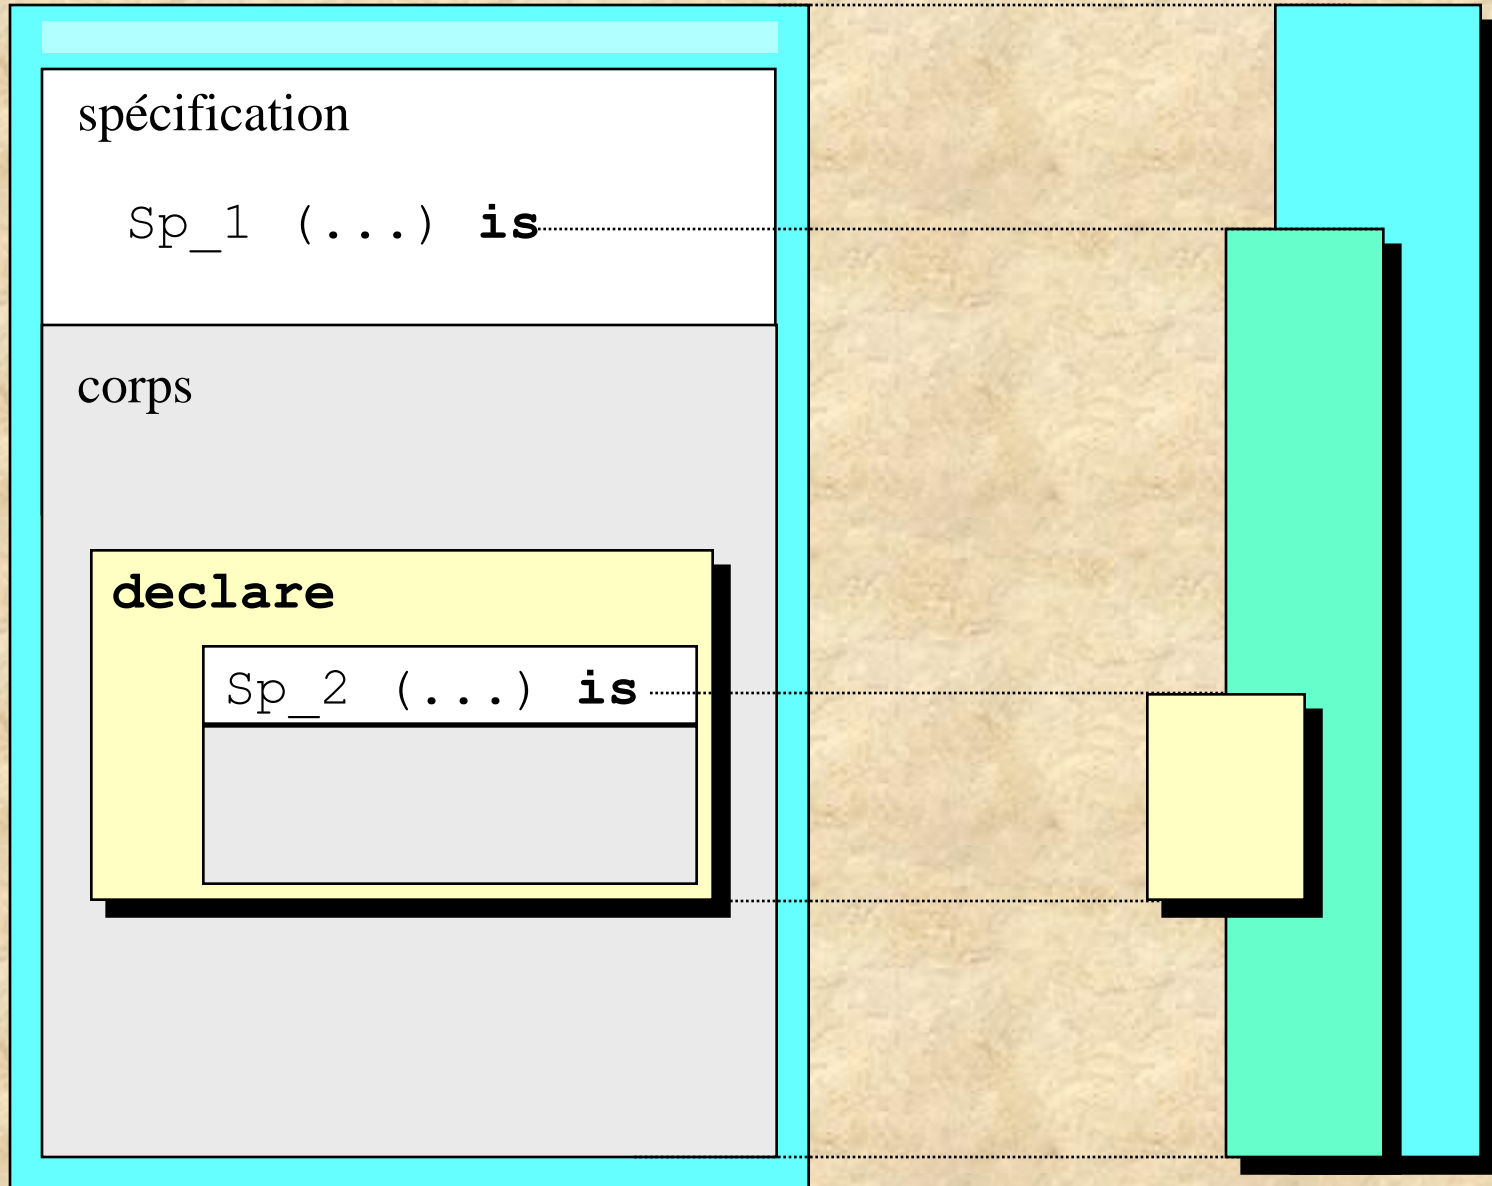 spécification
Sp_1 (...) is
corps
declare
Sp_2 (...) is